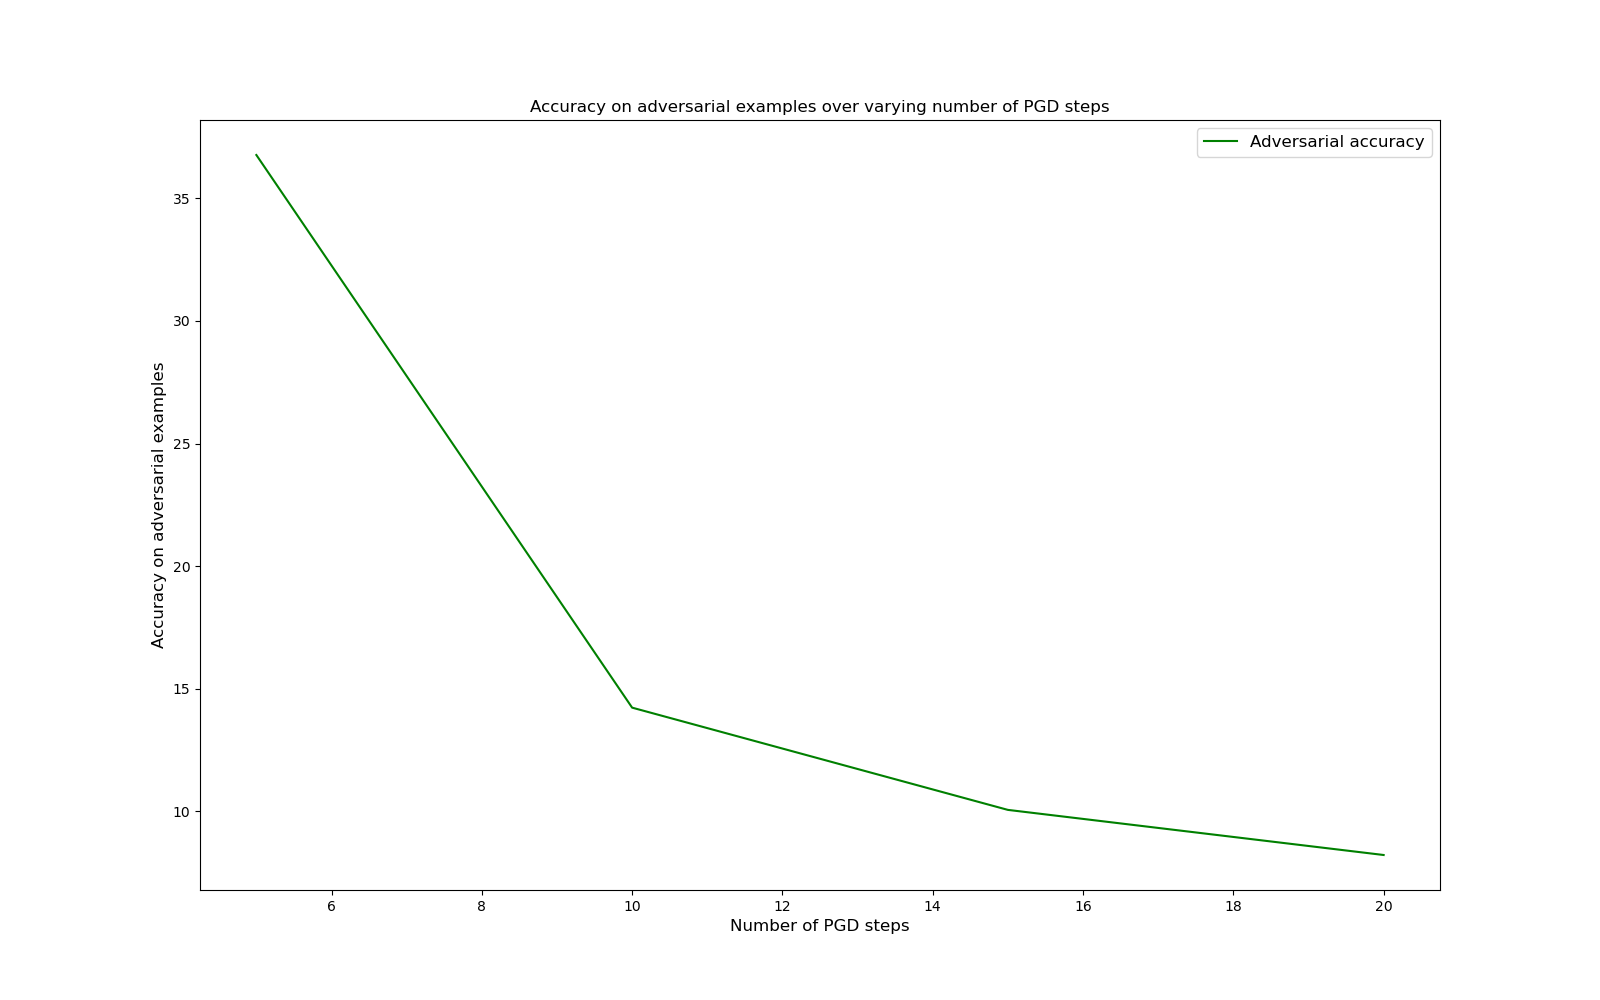 Accuracy on adversarial examples over varying number of PGD steps
Adversarial accuracy
Accuracy on adversarial examples
35
30
25
20
15
10
6 8 10 12 14 16 18 20
Number of PGD steps